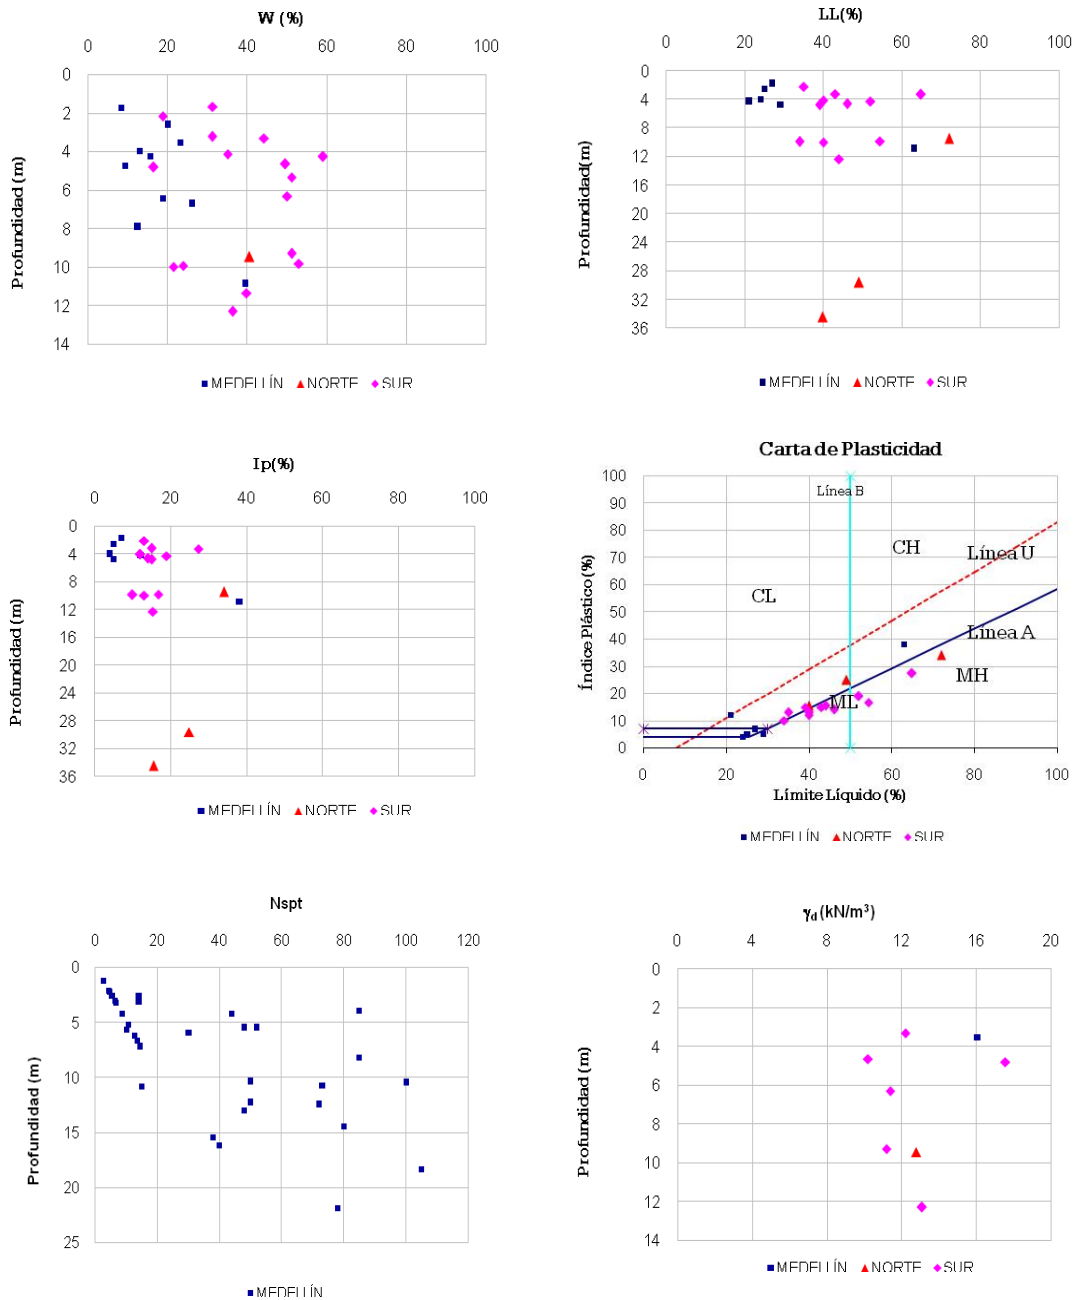 W (%)
0 20 40 60 80 100
0
2
4
6
8
10
12
14
Profundidad (m)
MEDELLÍN NORTE SUR
LL(%)
0 20 40 60 80 100
0
4
8
12
16
20
24
28
32
36
Profundidad(m)
MEDELLÍN NORTE SUR
Ip(%)
0 20 40 60 80 100
0
4
8
12
16
20
24
28
32
36
Profundidad (m)
MEDELLÍN NORTE SUR
Carta de Plasticidad
100
90
80
70
60
50
40
30
20
10
0
Índice Plástico (%)
Línea B
CH
Línea U
CL
Línea A
MH
ML
0 20 40 60 80 100
Límite Líquido (%)
MEDELLÍN NORTE SUR
Nspt
0 20 40 60 80 100 120
0
5
10
15
20
25
Profundidad (m)
MEDELLÍN
γd (kN/m³)
0 4 8 12 16 20
0
2
4
6
8
10
12
14
Profundidad (m)
MEDELLÍN NORTE SUR